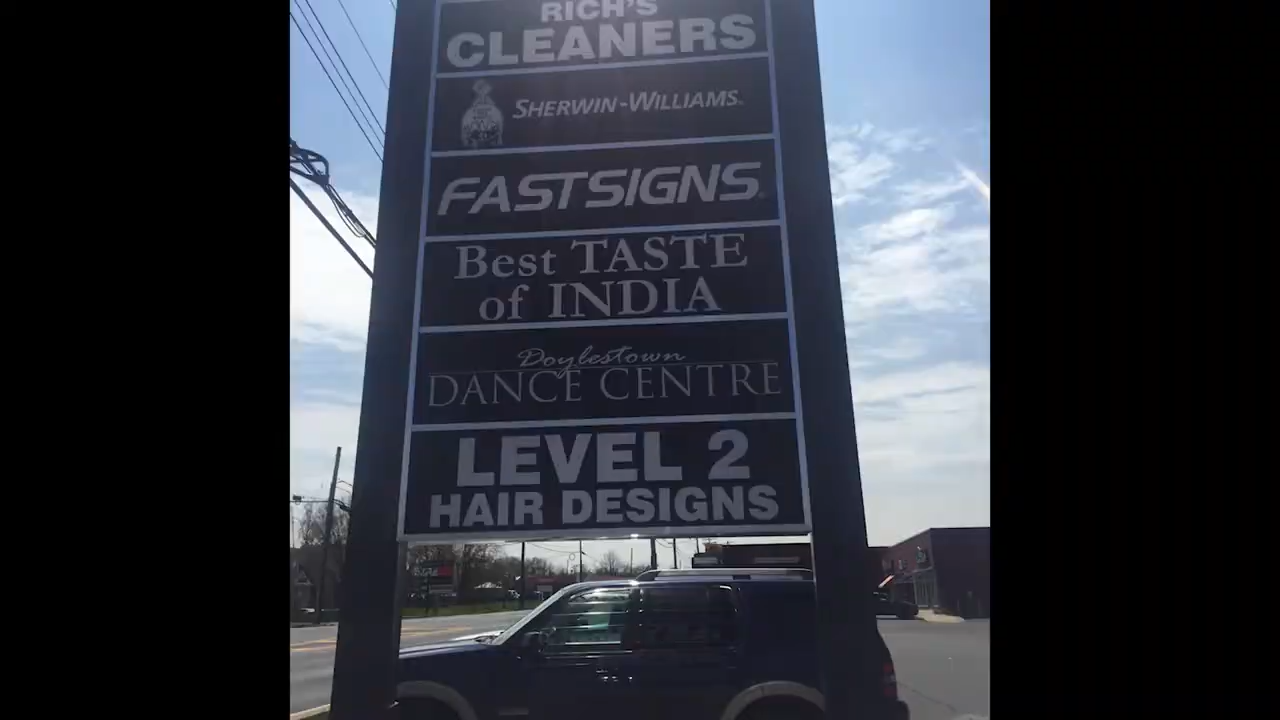 RICH'S
CLEANERS
SHERWIN-WILLIAMS.
FASTSIGNS
Best TASTE
of INDIA
Doylestown
DANCE CENTRE
LEVEL 2
HAIR DESIGNS